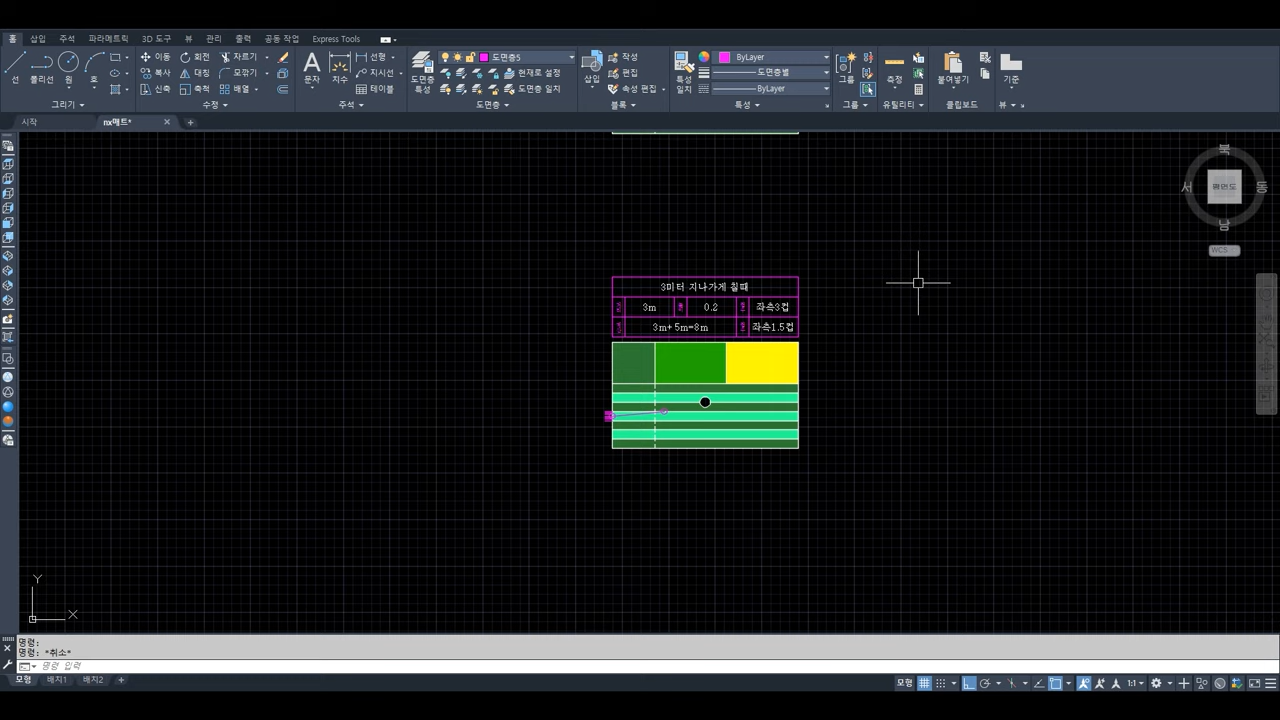 홈 삽입 주석 파라메트릭 3D 도구 뷰 관리 출력 공동 작업 Express Tools
선 폴리선 원 호
이동 회전 자르기
복사 대칭 모깎기
신축 축척 배열
문자 치수
선형
지시선
테이블
도면층 특성
도면층5
현재로 설정
도면층 일치
삽입
작성
편집
속성 편집
특성 일치
ByLayer
도면층별
ByLayer
그룹
측정
붙여넣기
기준
그리기 수정 주석 도면층 블록 특성 그룹 유틸리티 클립보드 뷰
시작 nx매트*
북
서 평면도 동
남
WCS
3미터 지나가게 칠때
3m 0.2 좌측3컵
3m+5m=8m 좌측1.5컵
Y
X
명령:
명령: *취소*
명령 입력
모형 배치1 배치2
모형 1:1